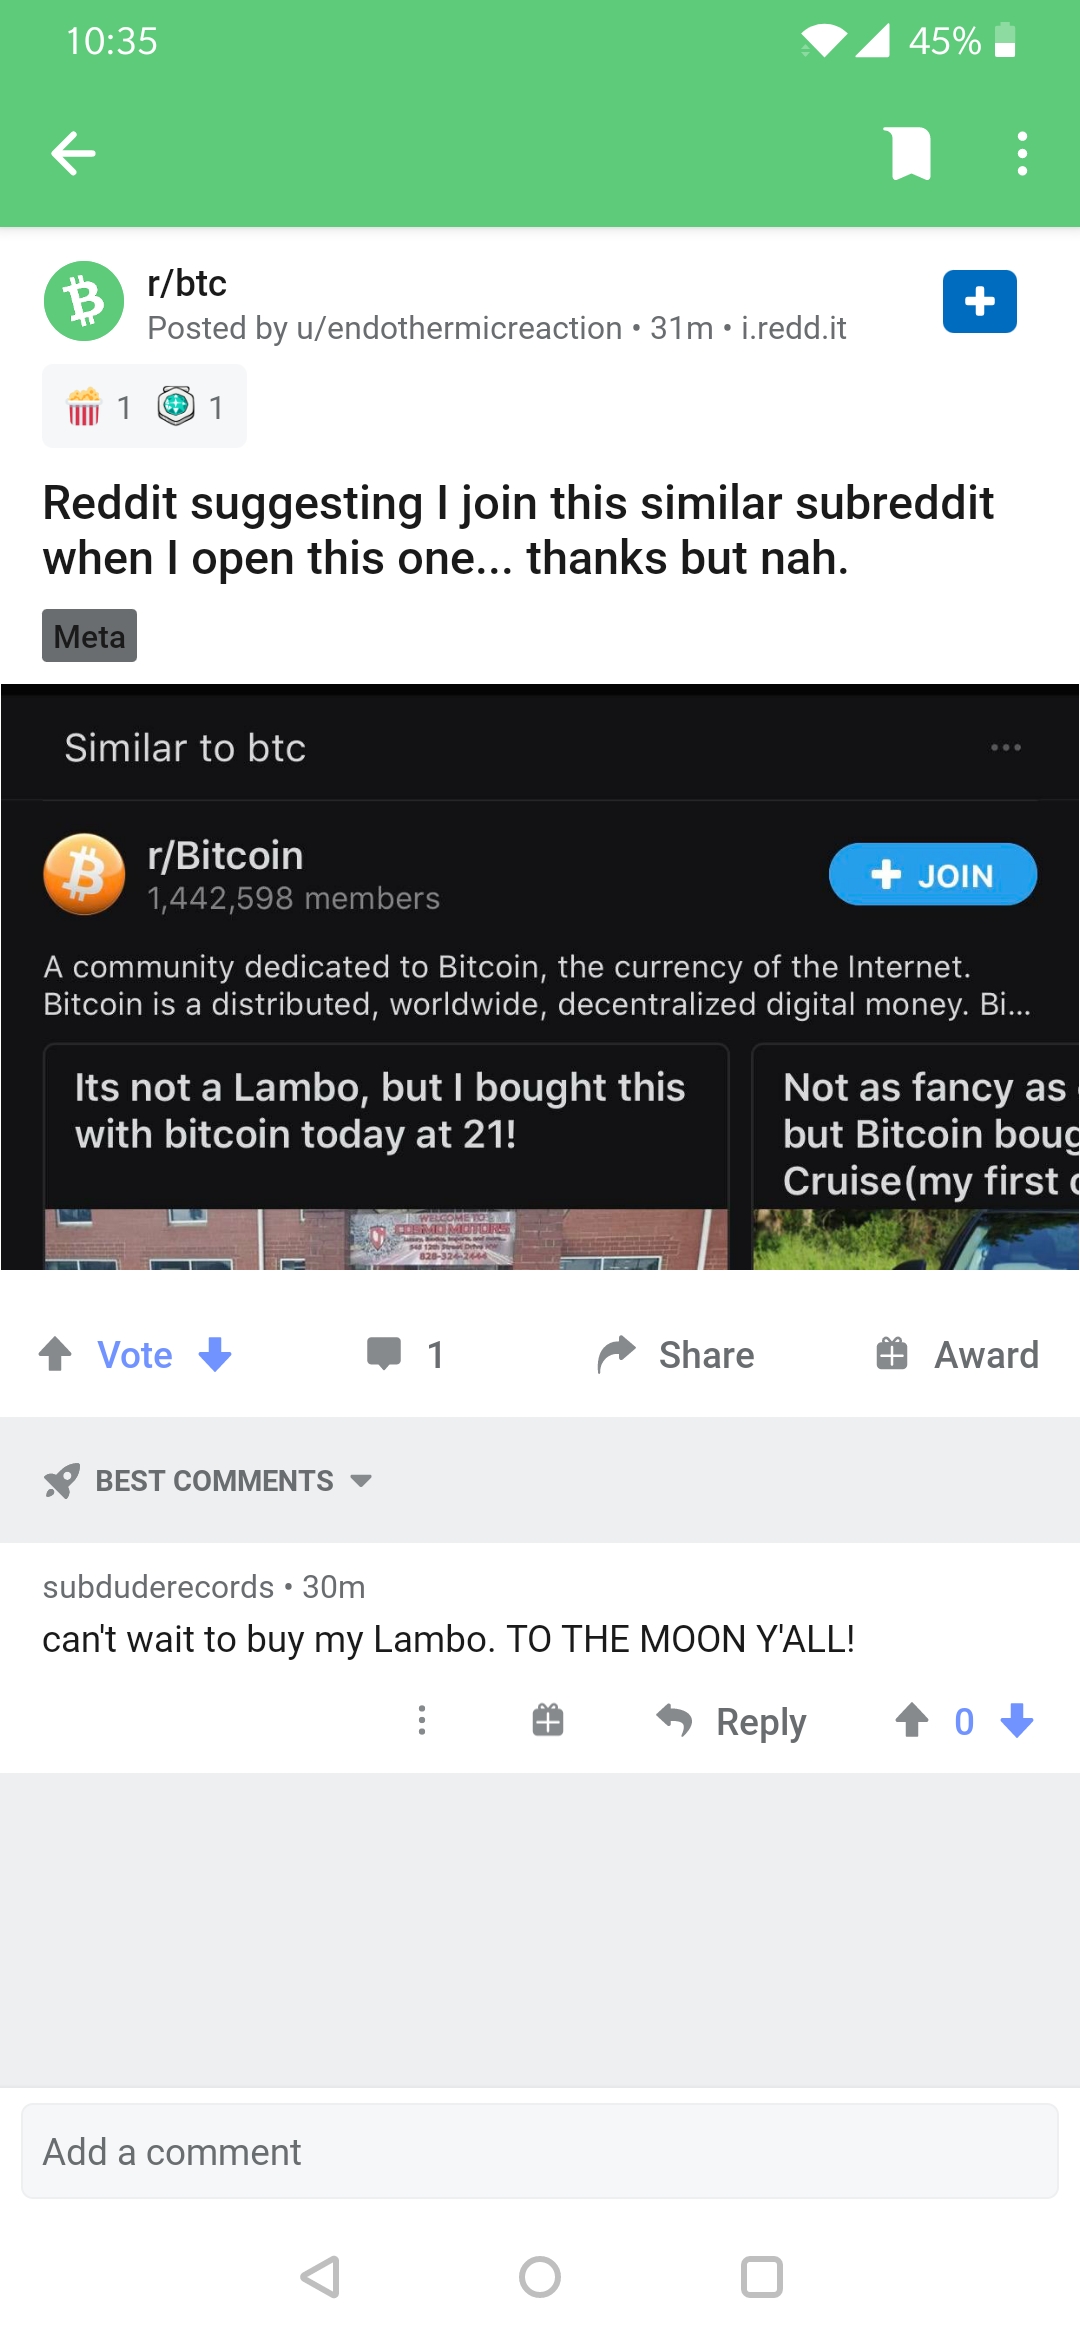 10:35
45%
r/btc
Posted by u/endothermicreaction • 31m • i.redd.it
1 1
Reddit suggesting I join this similar subreddit
when I open this one... thanks but nah.
Meta
Similar to btc
r/Bitcoin
1,442,598 members
JOIN
A community dedicated to Bitcoin, the currency of the Internet.
Bitcoin is a distributed, worldwide, decentralized digital money. Bi...
Its not a Lambo, but I bought this
with bitcoin today at 21!
Not as fancy as
but Bitcoin boug
Cruise(my first
WELCOME TO
COSMO MOTORS
828-324-2444
Vote
1
Share
Award
BEST COMMENTS
subduderecords • 30m
can't wait to buy my Lambo. TO THE MOON Y'ALL!
Reply
0
Add a comment